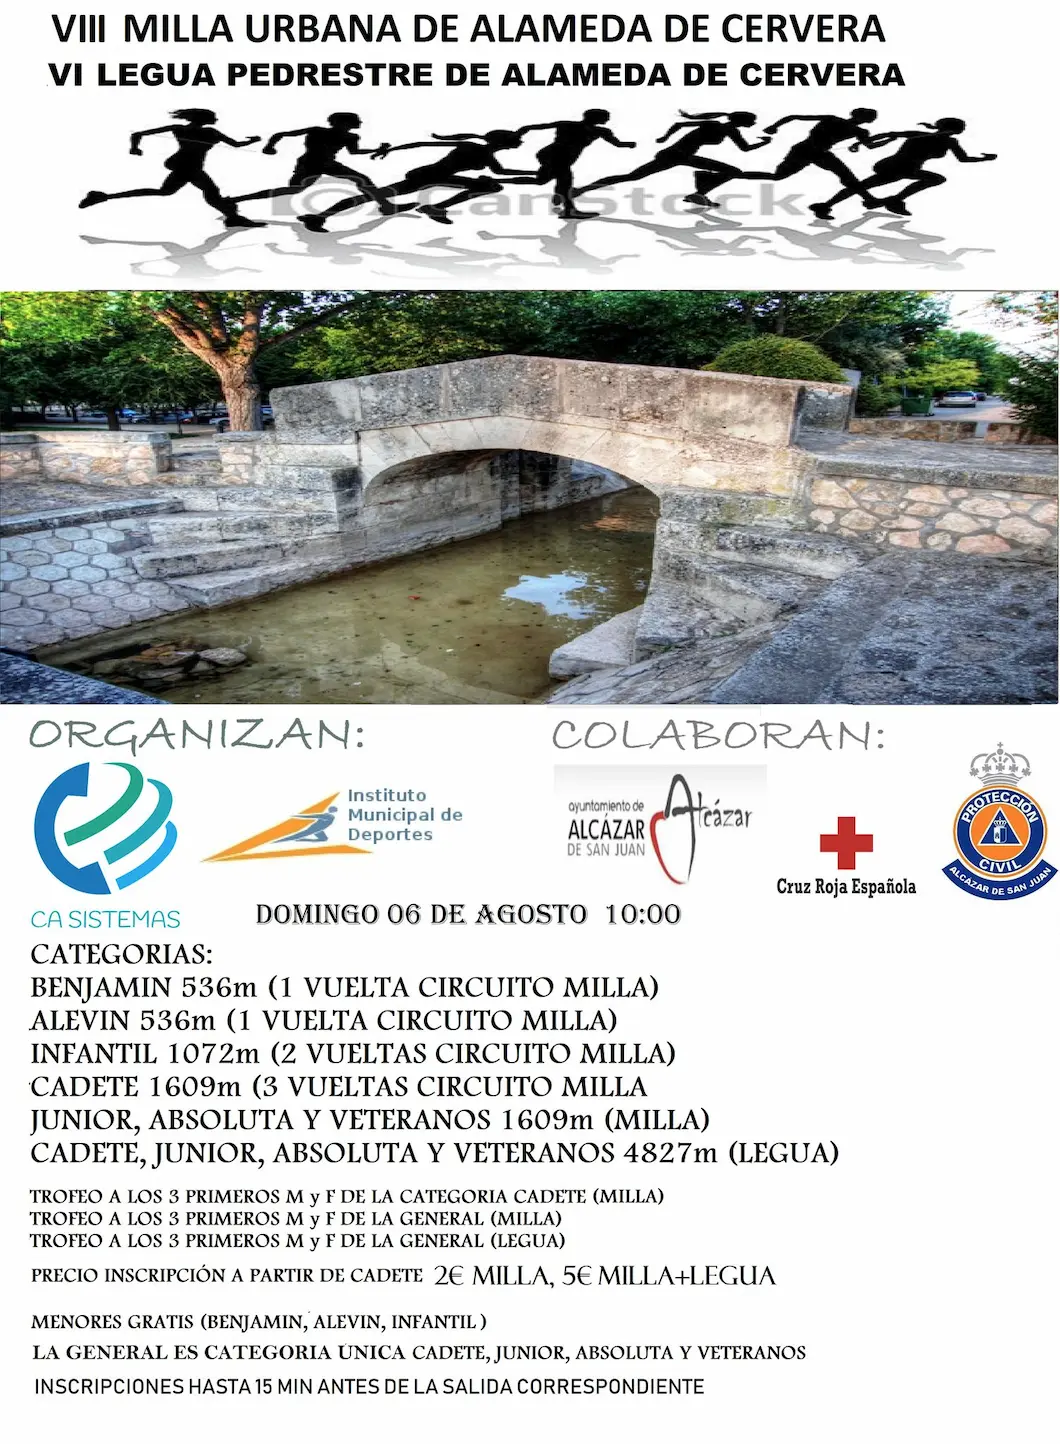 VIII MILLA URBANA DE ALAMEDA DE CERVERA
VI LEGUA PEDRESTRE DE ALAMEDA DE CERVERA
CanStock
ORGANIZAN:
COLABORAN:
CA SISTEMAS
Instituto
Municipal de
Deportes
ayuntamiento de
ALCÁZAR
DE SAN JUAN
Alcázar
Cruz Roja Española
PROTECCIÓN
CIVIL
ALCAZAR DE SAN JUAN
DOMINGO 06 DE AGOSTO 10:00
CATEGORIAS:
BENJAMIN 536m (1 VUELTA CIRCUITO MILLA)
ALEVIN 536m (1 VUELTA CIRCUITO MILLA)
INFANTIL 1072m (2 VUELTAS CIRCUITO MILLA)
CADETE 1609m (3 VUELTAS CIRCUITO MILLA
JUNIOR, ABSOLUTA Y VETERANOS 1609m (MILLA)
CADETE, JUNIOR, ABSOLUTA Y VETERANOS 4827m (LEGUA)
TROFEO A LOS 3 PRIMEROS M y F DE LA CATEGORIA CADETE (MILLA)
TROFEO A LOS 3 PRIMEROS M y F DE LA GENERAL (MILLA)
TROFEO A LOS 3 PRIMEROS M y F DE LA GENERAL (LEGUA)
PRECIO INSCRIPCIÓN A PARTIR DE CADETE 2€ MILLA, 5€ MILLA+LEGUA
MENORES GRATIS (BENJAMIN, ALEVIN, INFANTIL)
LA GENERAL ES CATEGORIA ÚNICA CADETE, JUNIOR, ABSOLUTA Y VETERANOS
INSCRIPCIONES HASTA 15 MIN ANTES DE LA SALIDA CORRESPONDIENTE